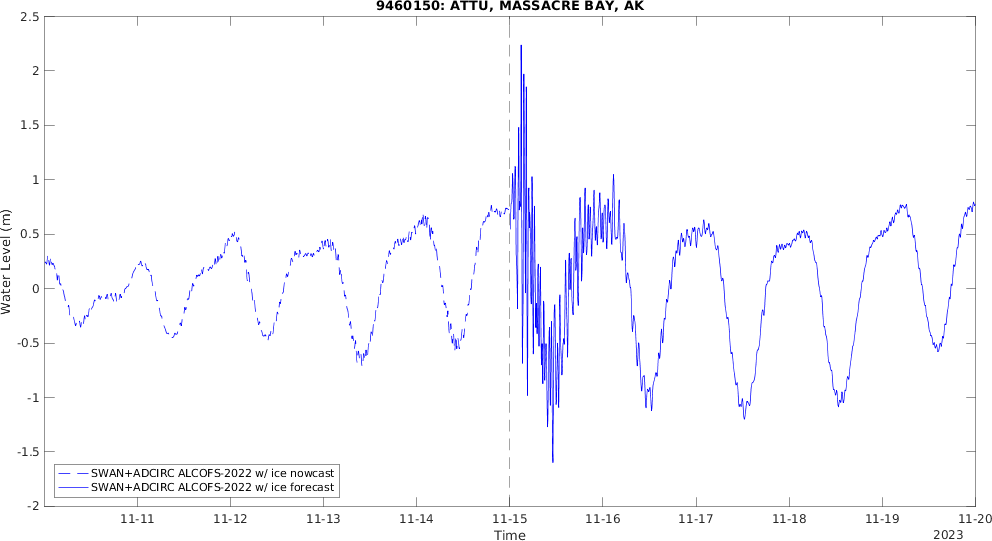 9460150: ATTU, MASSACRE BAY, AK
2.5
2
1.5
1
0.5
0
-0.5
-1
-1.5
-2
Water Level (m)
SWAN+ADCIRC ALCOFS-2022 w/ ice nowcast
SWAN+ADCIRC ALCOFS-2022 w/ ice forecast
11-11 11-12 11-13 11-14 11-15 11-16 11-17 11-18 11-19 11-20
Time
2023